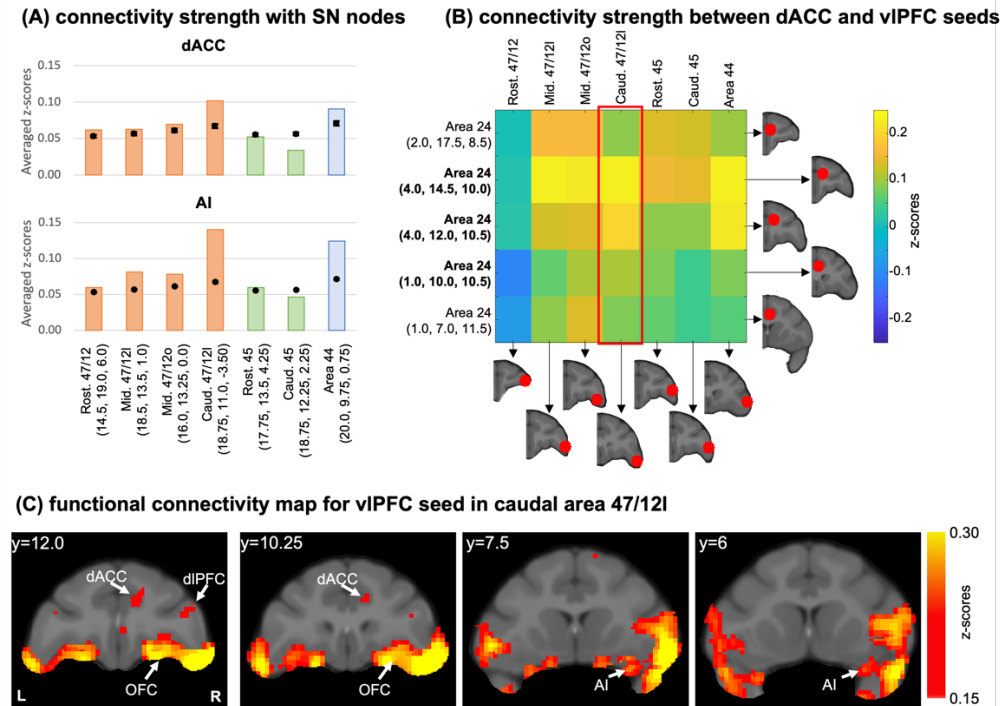 (A) connectivity strength with SN nodes
dACC
Averaged z-scores
0.15
0.10
0.05
0.00
AI
Averaged z-scores
0.15
0.10
0.05
0.00
Rost. 47/12
(14.5, 19.0, 6.0)
Mid. 47/12l
(18.5, 13.5, 1.0)
Mid. 47/12o
(16.0, 13.25, 0.0)
Caud. 47/12l
(18.75, 11.0, -3.50)
Rost. 45
(17.75, 13.5, 4.25)
Caud. 45
(18.75, 12.25, 2.25)
Area 44
(20.0, 9.75, 0.75)
(B) connectivity strength between dACC and vlPFC seeds
Rost. 47/12
Mid. 47/12l
Mid. 47/12o
Caud. 47/12l
Rost. 45
Caud. 45
Area 44
Area 24
(2.0, 17.5, 8.5)
Area 24
(4.0, 14.5, 10.0)
Area 24
(4.0, 12.0, 10.5)
Area 24
(1.0, 10.0, 10.5)
Area 24
(1.0, 7.0, 11.5)
0.2
0.1
0
-0.1
-0.2
z-scores
(C) functional connectivity map for vlPFC seed in caudal area 47/12l
y=12.0
dACC
dlPFC
OFC
L
R
y=10.25
dACC
OFC
y=7.5
AI
y=6
AI
0.30
z-scores
0.15